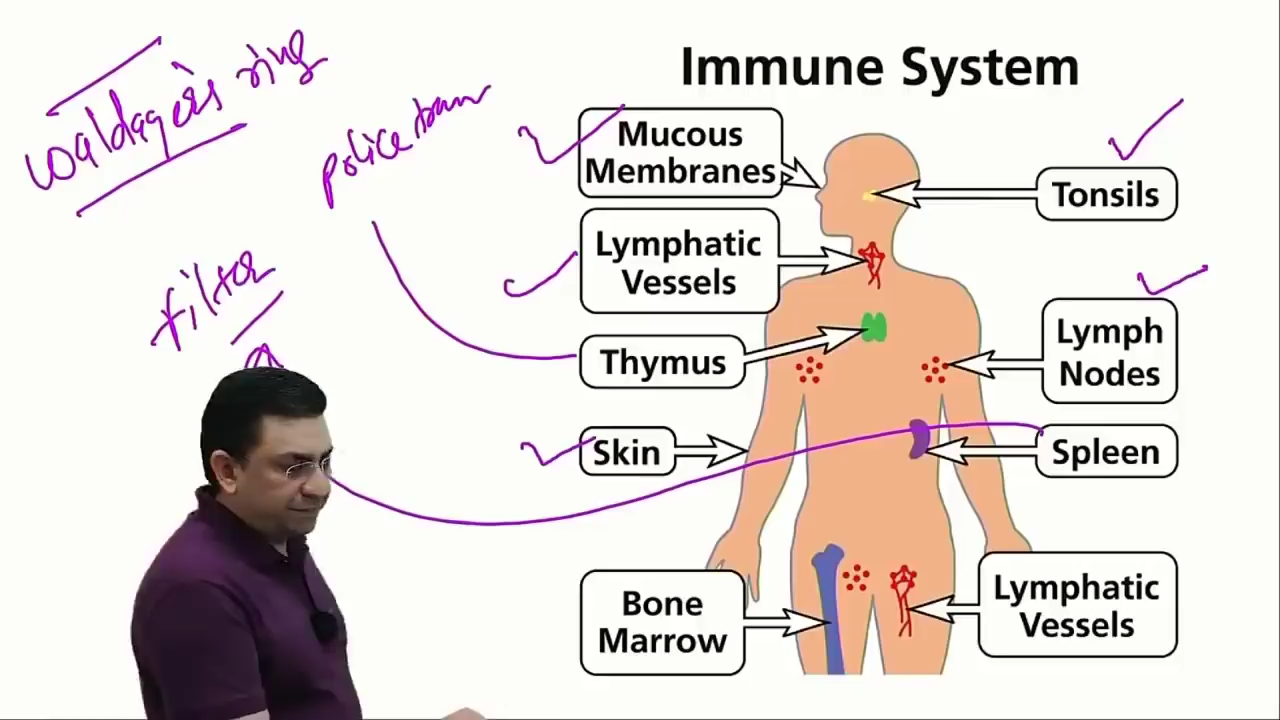 waldayer's ring
police
filter
Immune System
Mucous
Membranes
Tonsils
Lymphatic
Vessels
Lymph
Nodes
Thymus
Skin
Spleen
Bone
Marrow
Lymphatic
Vessels